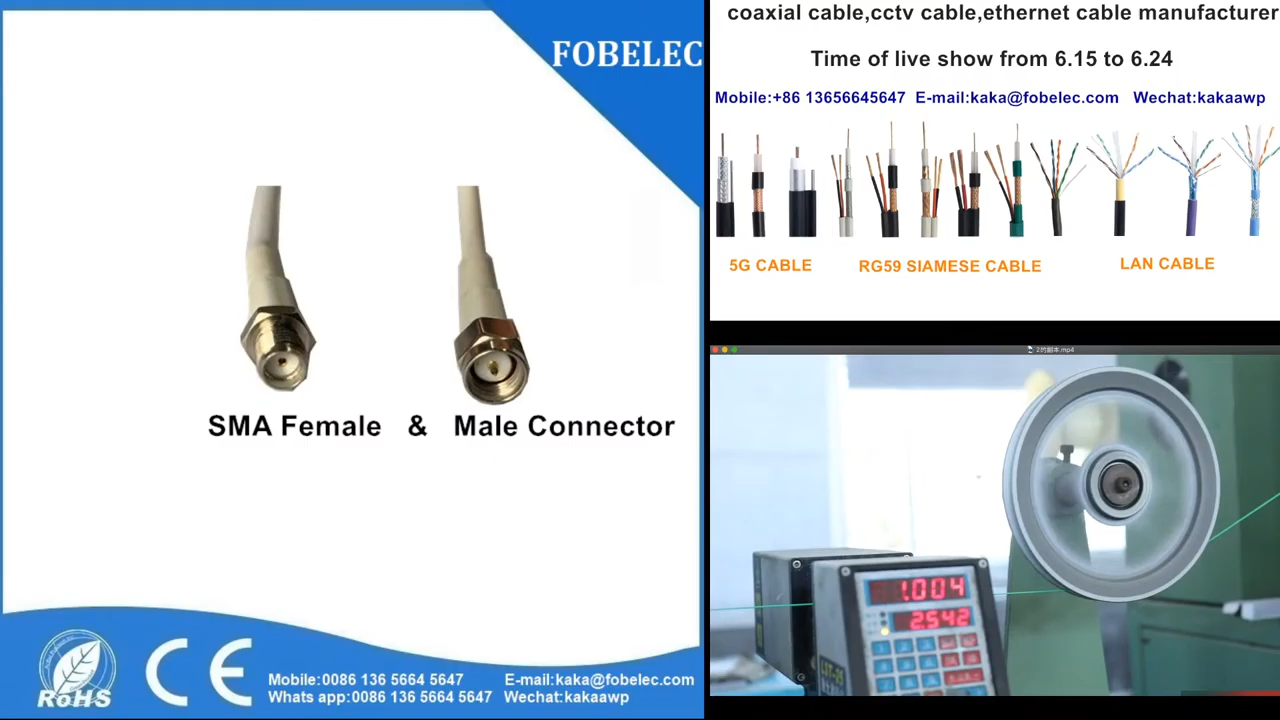 FOBELEC
SMA Female & Male Connector
RoHS
CE
Mobile:0086 136 5664 5647 E-mail:kaka@fobelec.com
Whats app:0086 136 5664 5647 Wechat:kakaawp
coaxial cable,cctv cable,ethernet cable manufacturer
Time of live show from 6.15 to 6.24
Mobile:+86 13656645647 E-mail:kaka@fobelec.com Wechat:kakaawp
5G CABLE RG59 SIAMESE CABLE LAN CABLE
1.004
2542